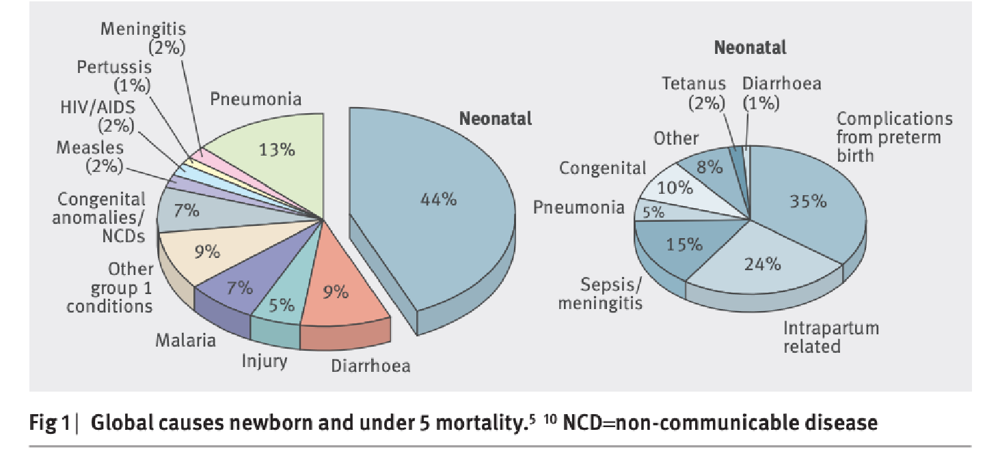 Meningitis
(2%)
Pertussis
(1%)
HIV/AIDS
(2%)
Measles
(2%)
Congenital
anomalies/
NCDs
Other
group 1
conditions
Malaria
Injury
Diarrhoea
Pneumonia
13%
7%
9%
7%
5%
9%
Neonatal
44%
Neonatal
Tetanus
(2%)
Diarrhoea
(1%)
Complications
from preterm
birth
Other
Congenital
Pneumonia
Sepsis/
meningitis
Intrapartum
related
8%
10%
5%
15%
24%
35%
Fig 1| Global causes newborn and under 5 mortality.⁵ ¹⁰ NCD=non-communicable disease